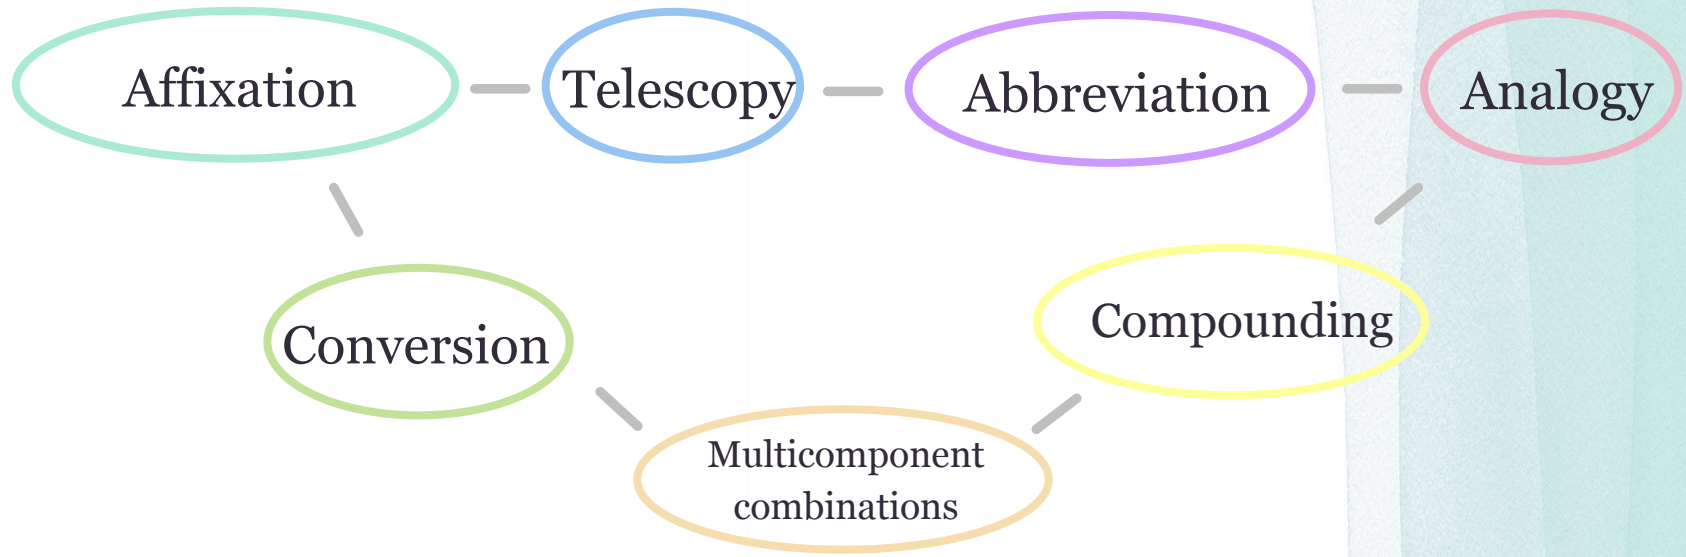 Affixation
Telescopy
Abbreviation
Analogy
Conversion
Compounding
Multicomponent
combinations